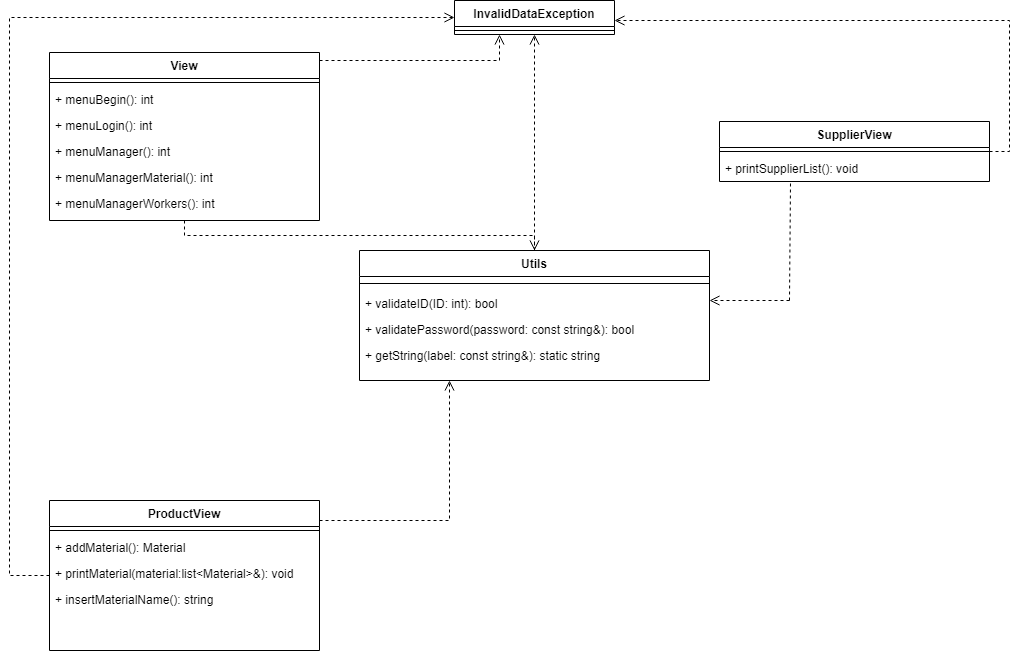 InvalidDataException
View
+ menuBegin(): int
+ menuLogin(): int
+ menuManager(): int
+ menuManagerMaterial(): int
+ menuManagerWorkers(): int
SupplierView
+ printSupplierList(): void
Utils
+ validateID(ID: int): bool
+ validatePassword(password: const string&): bool
+ getString(label: const string&): static string
ProductView
+ addMaterial(): Material
+ printMaterial(material:list<Material>&): void
+ insertMaterialName(): string